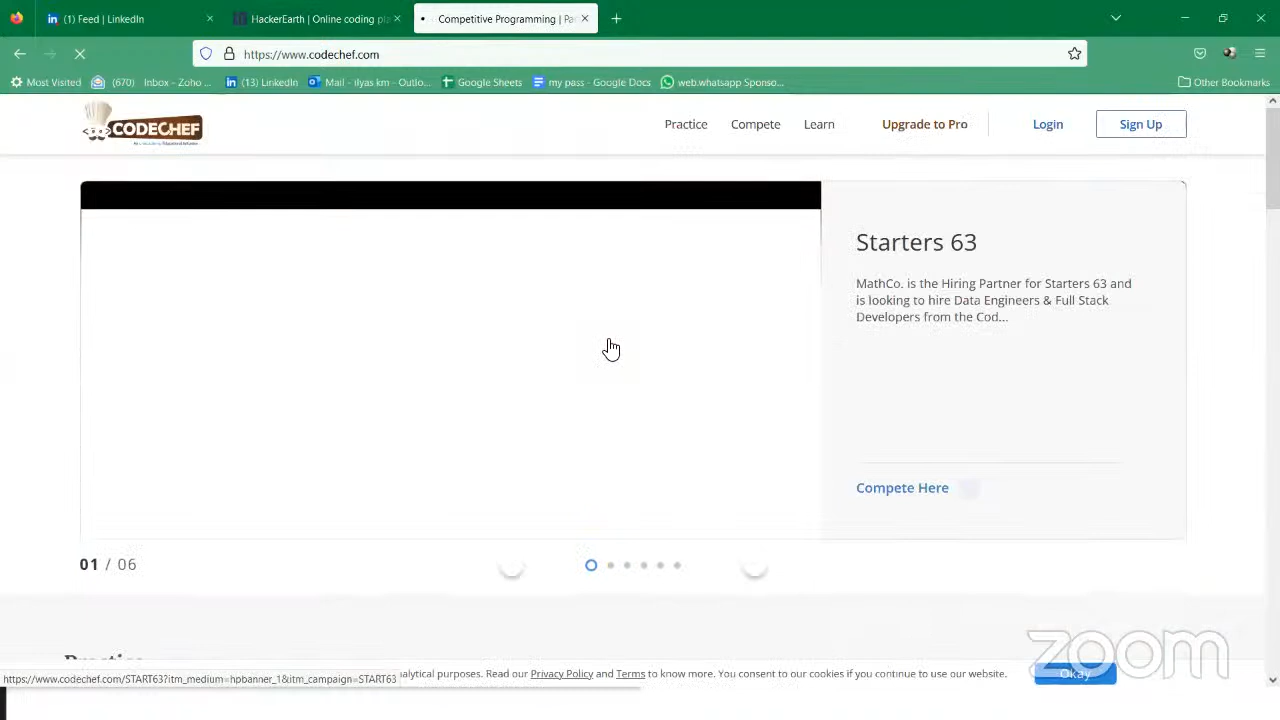 (1) Feed | LinkedIn
HackerEarth | Online coding pla
Competitive Programming | Pa
https://www.codechef.com
Most Visited
(670) Inbox - Zoho ...
(13) LinkedIn
Mail - ilyas km - Outlo...
Google Sheets
my pass - Google Docs
web.whatsapp Sponso...
Other Bookmarks
CODECHEF
Practice
Compete
Learn
Upgrade to Pro
Login
Sign Up
Starters 63
MathCo. is the Hiring Partner for Starters 63 and
is looking to hire Data Engineers & Full Stack
Developers from the Cod...
Compete Here
01 / 06
Practice
nalytical purposes. Read our Privacy Policy and Terms to know more. You consent to our cookies if you continue to use our website.
Okay
https://www.codechef.com/START63?itm_medium=hpbanner_1&itm_campaign=START63
zoom